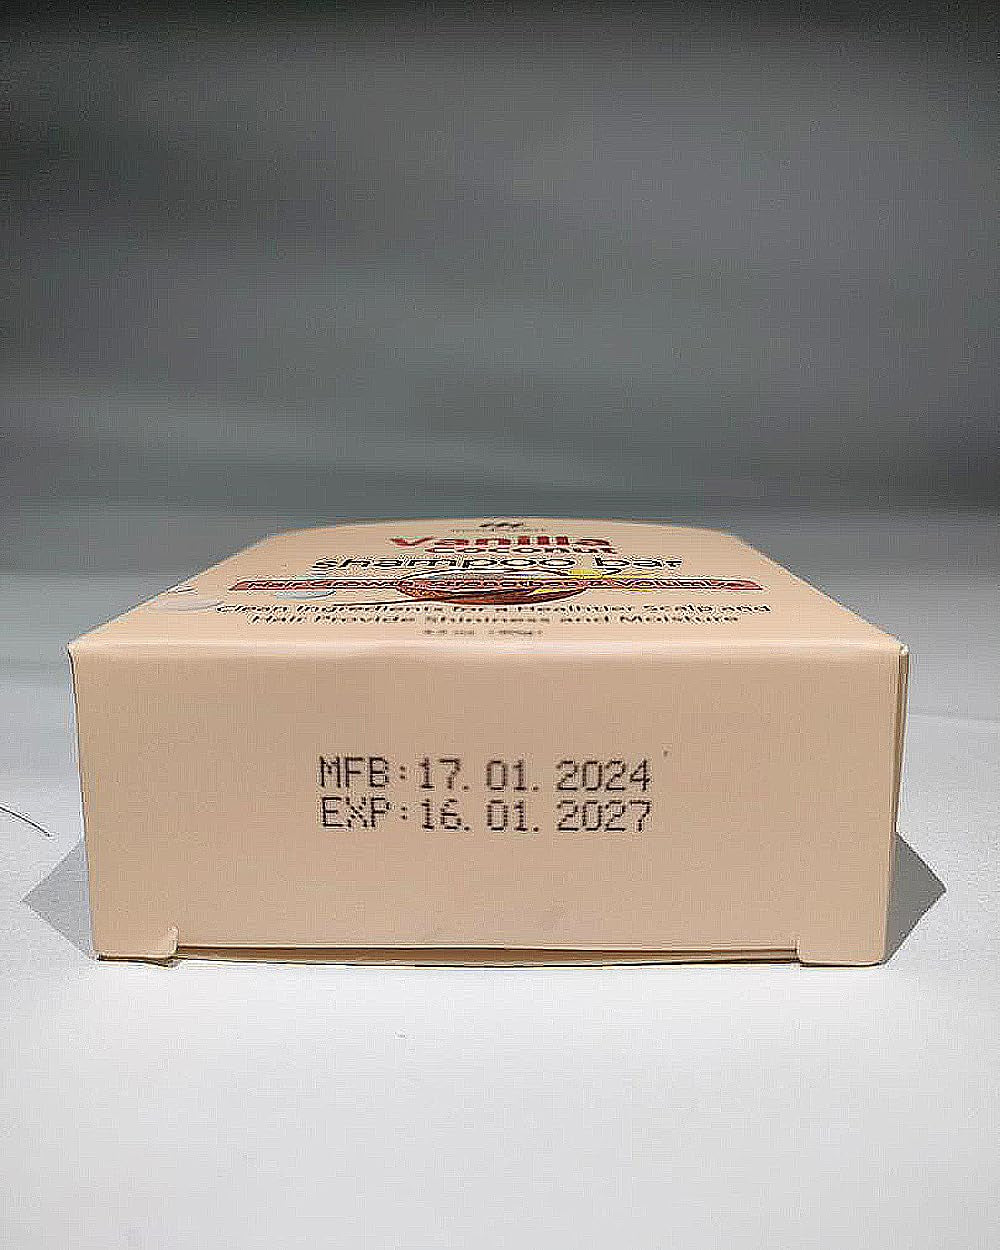 Vanilla
coconut
shampoo bar
Clean Ingredients for a Healthier Scalp and
Hair Provide Shininess and Moisture
MFB:17.01.2024
EXP:16.01.2027